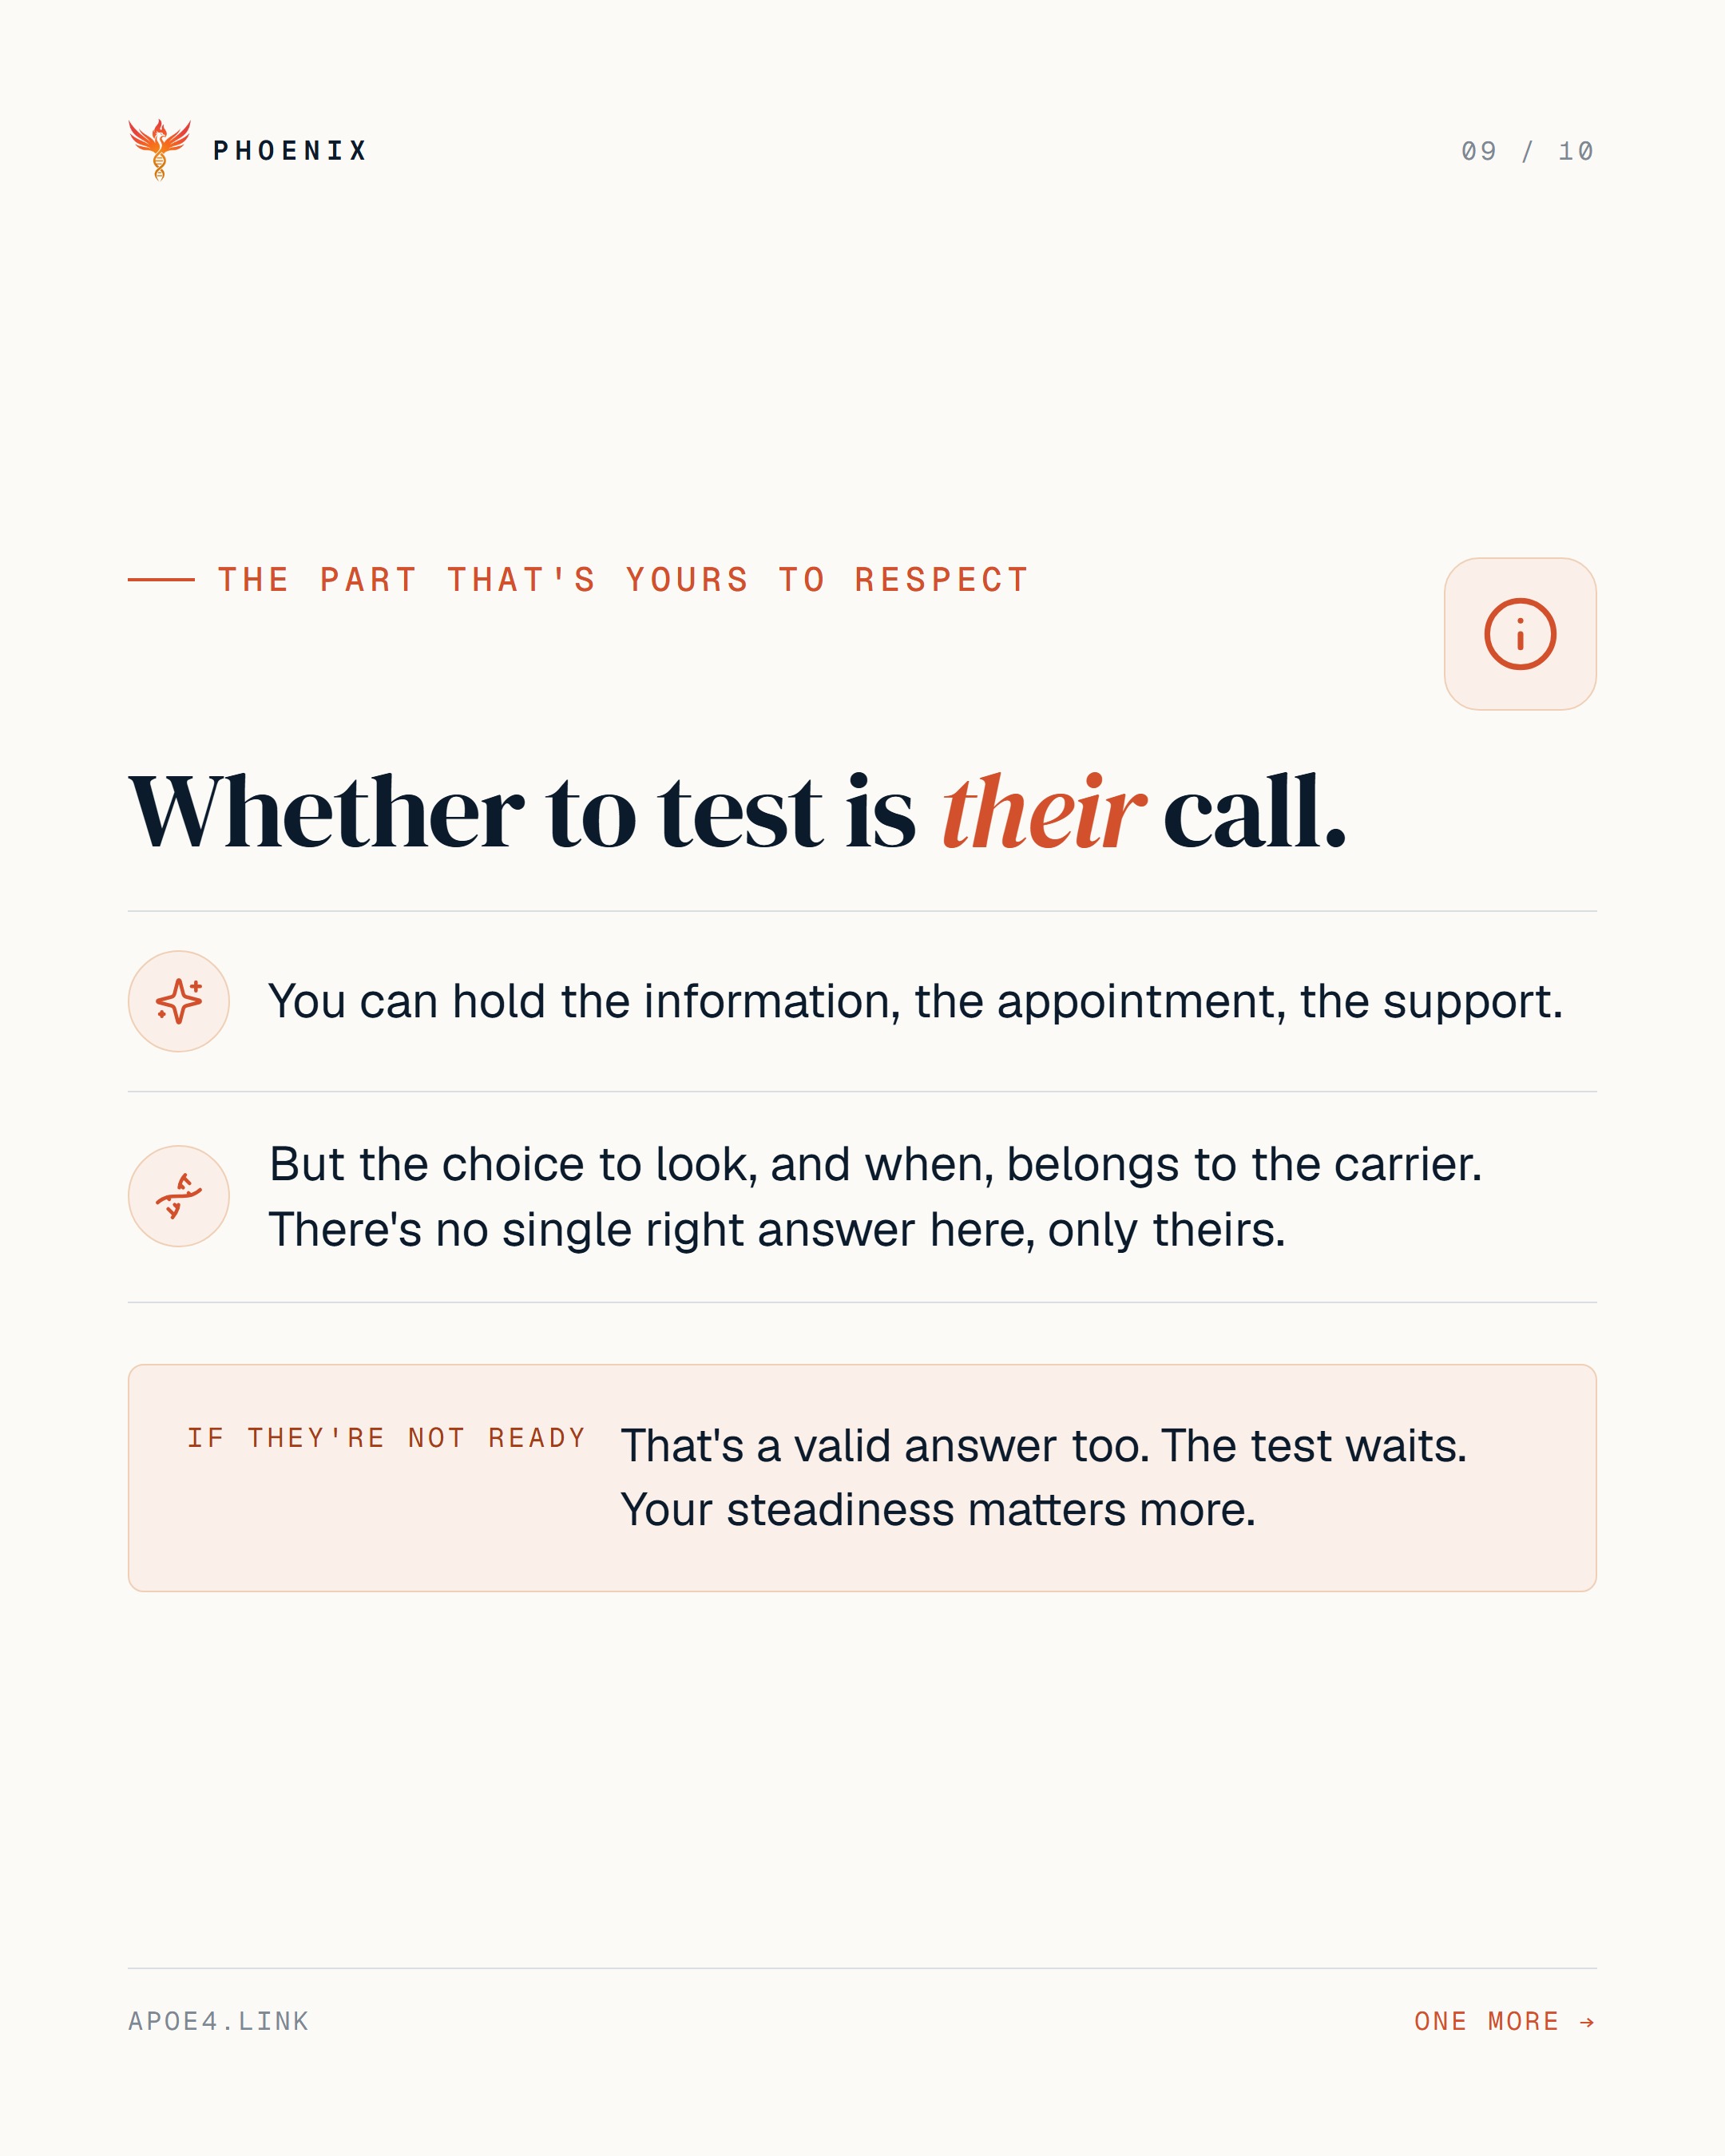 PHOENIX
09 / 10
THE PART THAT'S YOURS TO RESPECT
Whether to test is their call.
You can hold the information, the appointment, the support.
But the choice to look, and when, belongs to the carrier.
There's no single right answer here, only theirs.
IF THEY'RE NOT READY
That's a valid answer too. The test waits.
Your steadiness matters more.
APOE4.LINK
ONE MORE →